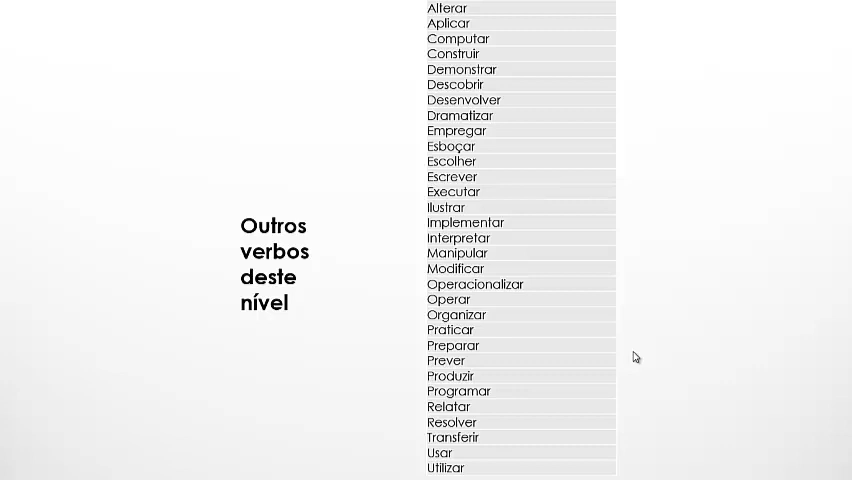 Outros
verbos
deste
nível
Alterar
Aplicar
Computar
Construir
Demonstrar
Descobrir
Desenvolver
Dramatizar
Empregar
Esboçar
Escolher
Escrever
Executar
Ilustrar
Implementar
Interpretar
Manipular
Modificar
Operacionalizar
Operar
Organizar
Praticar
Preparar
Prever
Produzir
Programar
Relatar
Resolver
Transferir
Usar
Utilizar